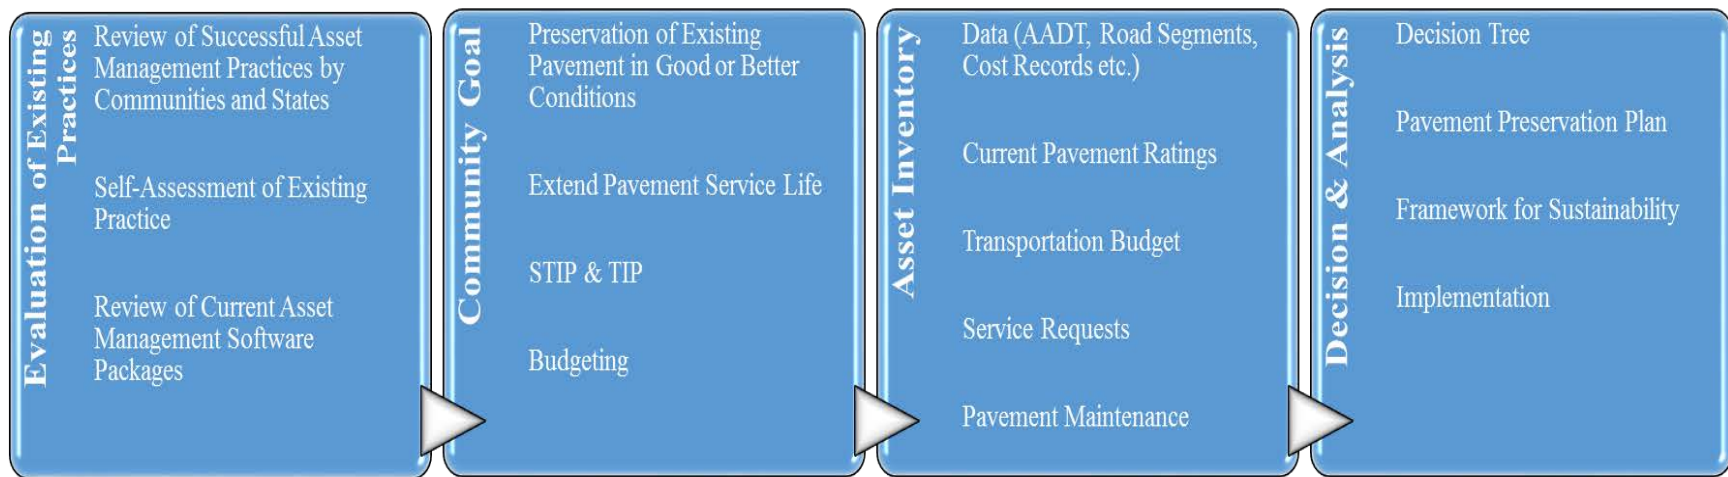 Evaluation of Existing
Practices
Review of Successful Asset
Management Practices by
Communities and States
Self-Assessment of Existing
Practice
Review of Current Asset
Management Software
Packages
Community Goal
Preservation of Existing
Pavement in Good or Better
Conditions
Extend Pavement Service Life
STIP & TIP
Budgeting
Asset Inventory
Data (AADT, Road Segments,
Cost Records etc.)
Current Pavement Ratings
Transportation Budget
Service Requests
Pavement Maintenance
Decision & Analysis
Decision Tree
Pavement Preservation Plan
Framework for Sustainability
Implementation